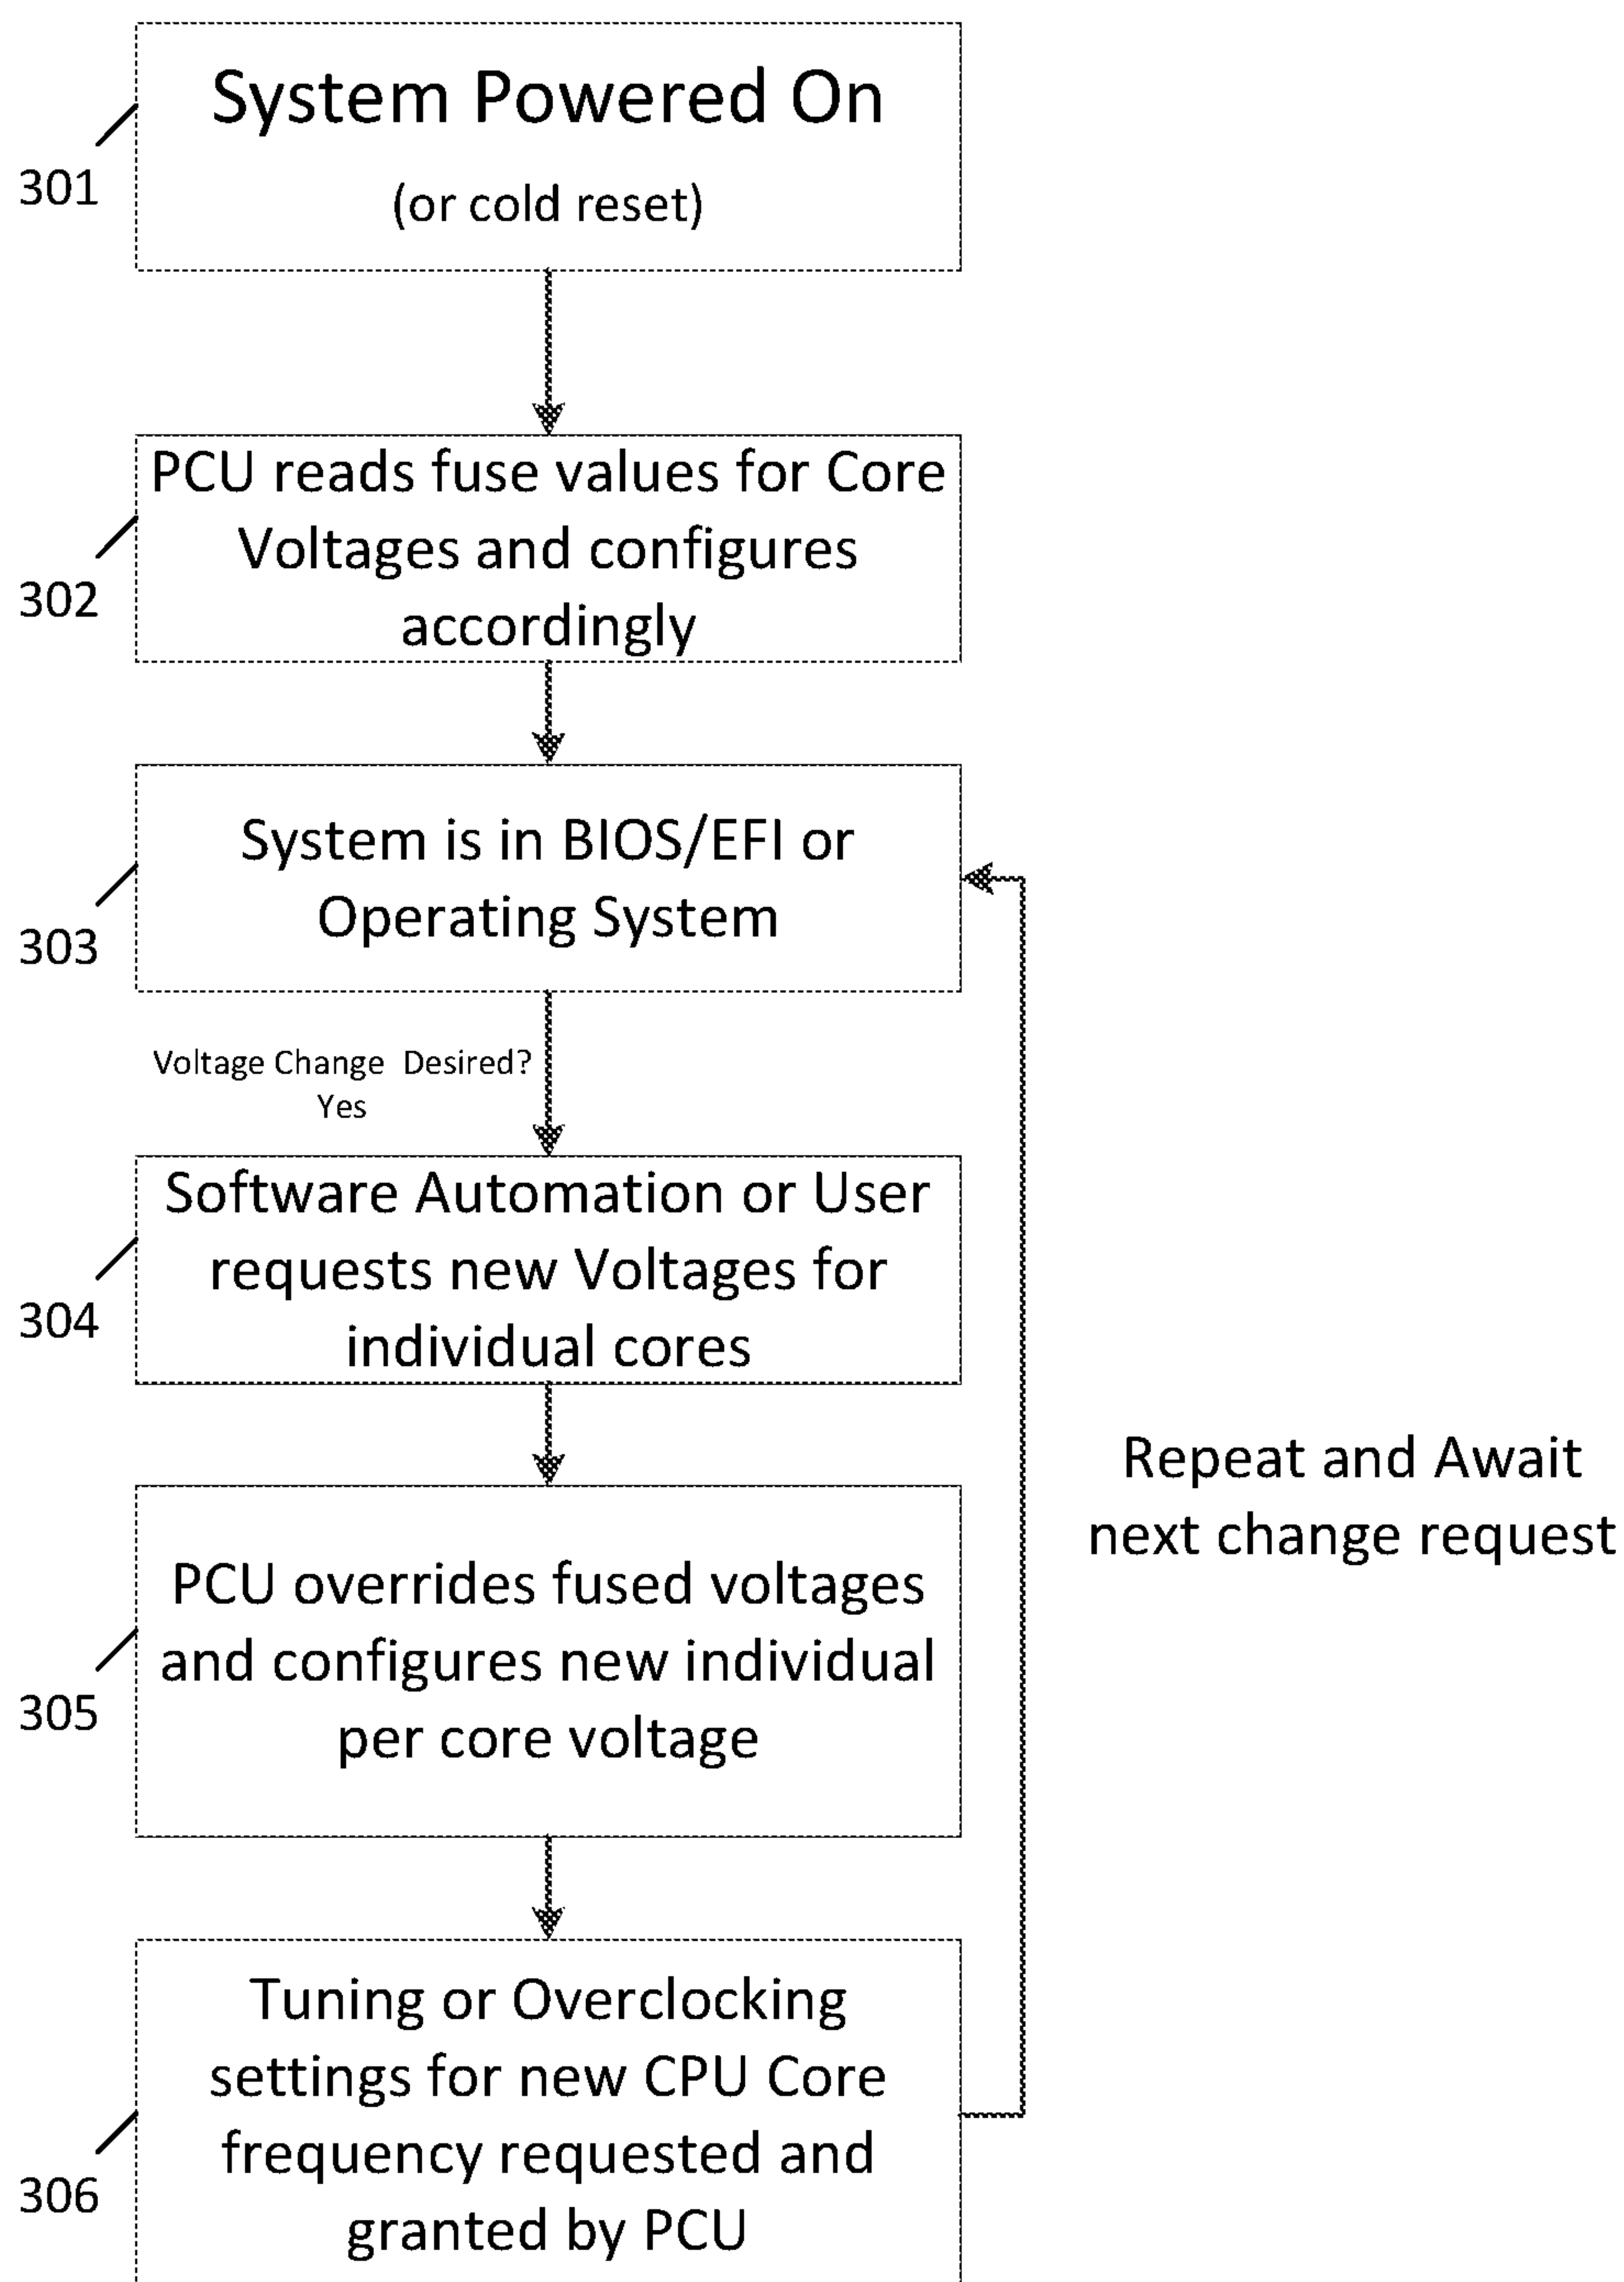 System Powered On
(or cold reset)
301
PCU reads fuse values for Core
Voltages and configures
accordingly
302
System is in BIOS/EFI or
Operating System
303
Voltage Change Desired?
Yes
Software Automation or User
requests new Voltages for
individual cores
304
Repeat and Await
next change request
PCU overrides fused voltages
and configures new individual
per core voltage
305
Tuning or Overclocking
settings for new CPU Core
frequency requested and
granted by PCU
306